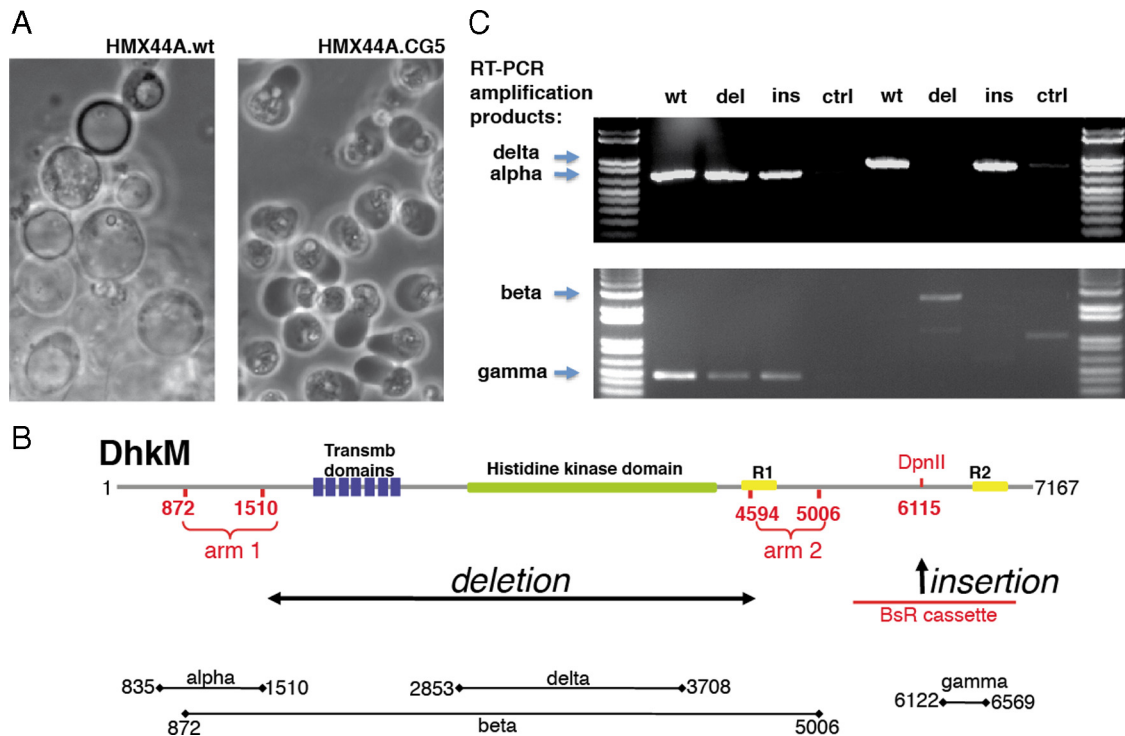 A
HMX44A.wt
HMX44A.CG5
C
RT-PCR
amplification
products:
wt del ins ctrl wt del ins ctrl
delta
alpha
beta
gamma
B
DhkM
Transmb
domains
Histidine kinase domain
R1
DpnII
R2
1
7167
872
1510
4594
5006
6115
arm 1
arm 2
deletion
insertion
BsR cassette
835 alpha 1510
2853 delta 3708
gamma
6122 6569
872 beta 5006